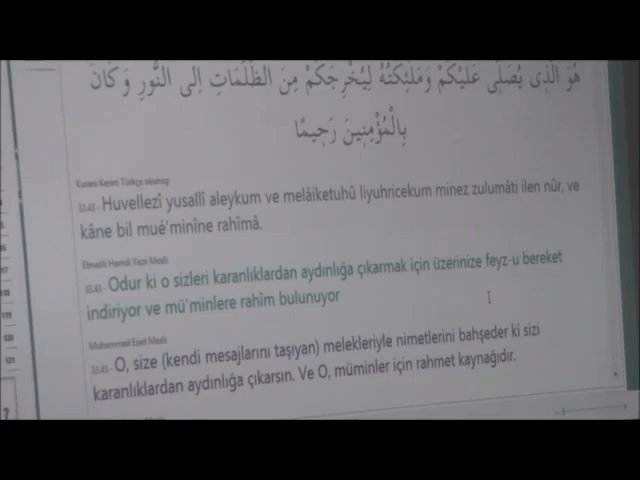 هُوَ الَّذِي يُصَلِّي عَلَيْكُمْ وَمَلٰئِكَتُهُ لِيُخْرِجَكُمْ مِنَ الظُّلُمَاتِ اِلَى النُّورِ وَكَانَ
بِالْمُؤْمِنِينَ رَحِيمًا
Kuranı Kerim Türkçe okunuşu
33.43 - Huvellezî yusallî aleykum ve melâiketuhû liyuhricekum minez zulumâti ilen nûr, ve
kâne bil mué'minîne rahîmâ.
Elmalılı Hamdi Yazır Meali
33.43 - Odur ki o sizleri karanlıklardan aydınlığa çıkarmak için üzerinize feyz-u bereket
indiriyor ve mü'minlere rahîm bulunuyor
Muhammed Esed Meali
33.43 - O, size (kendi mesajlarını taşıyan) melekleriyle nimetlerini bahşeder ki sizi
karanlıklardan aydınlığa çıkarsın. Ve O, müminler için rahmet kaynağıdır.